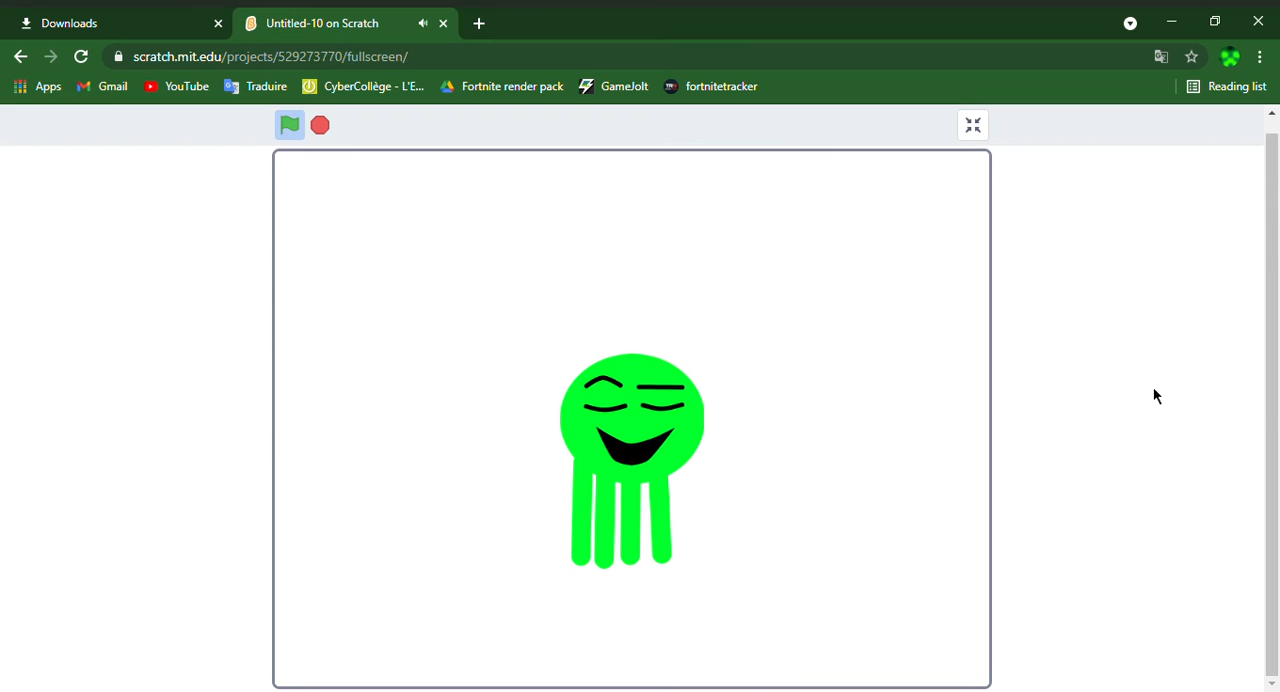 Downloads
Untitled-10 on Scratch
scratch.mit.edu/projects/529273770/fullscreen/
Apps
Gmail
YouTube
Traduire
CyberCollège - L'E...
Fortnite render pack
GameJolt
fortnitetracker
Reading list